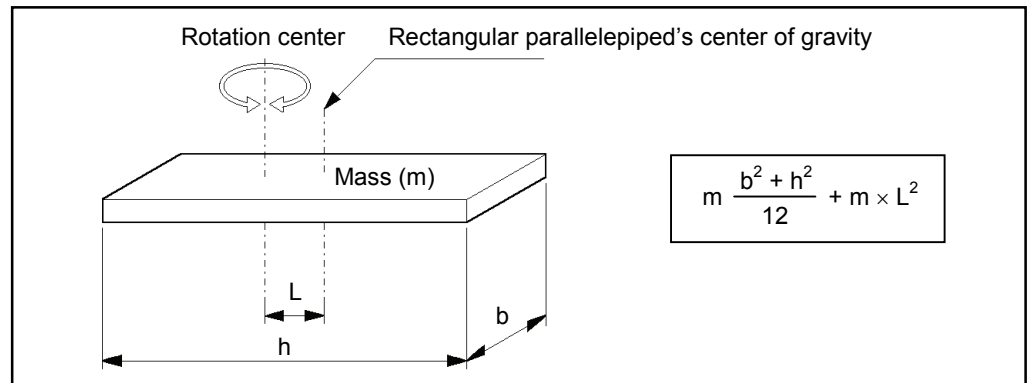 Rotation center
Rectangular parallelepiped's center of gravity
Mass (m)
m (b² + h²)/12 + m × L²
L
b
h